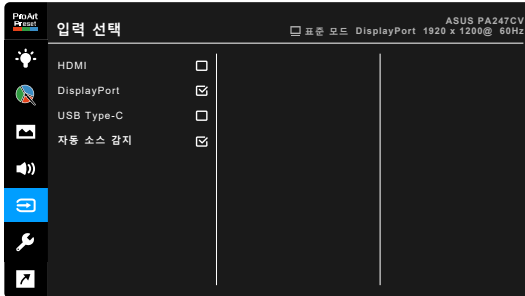 ProArt
Preset
입력 선택
ASUS PA247CV
표준 모드 DisplayPort 1920 x 1200@ 60Hz
HDMI
DisplayPort
USB Type-C
자동 소스 감지